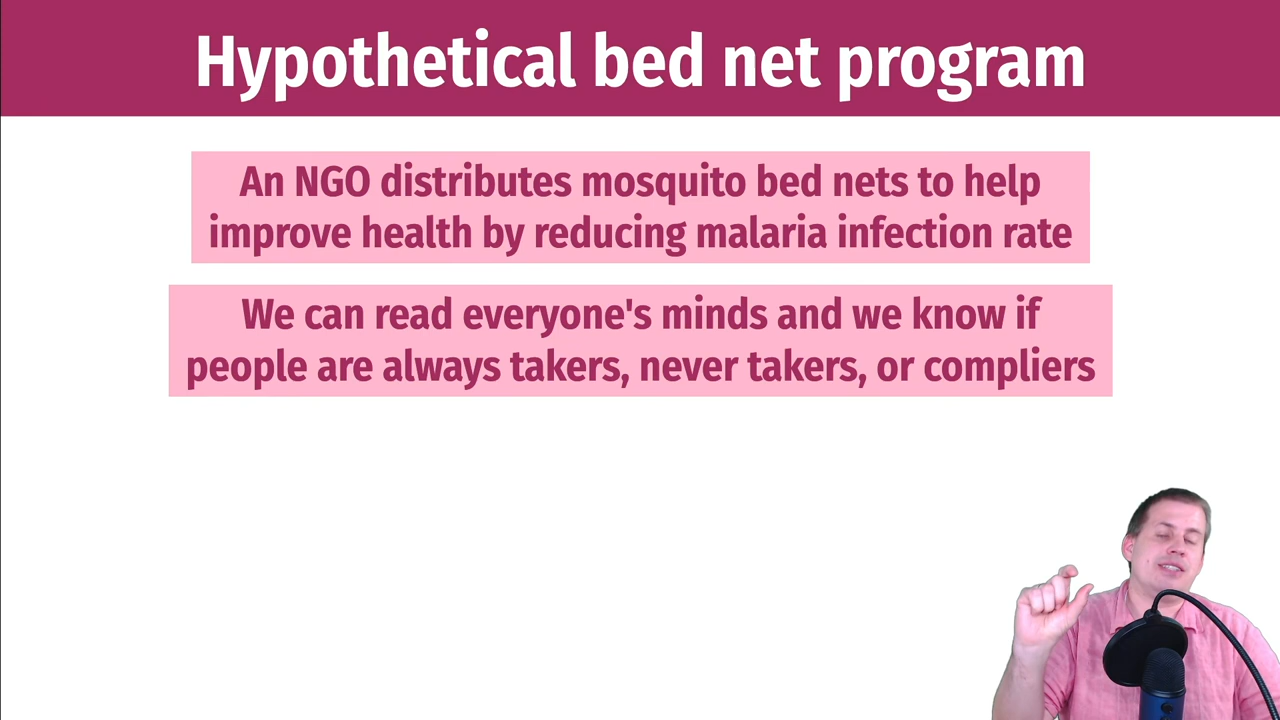 Hypothetical bed net program
An NGO distributes mosquito bed nets to help
improve health by reducing malaria infection rate
We can read everyone's minds and we know if
people are always takers, never takers, or compliers